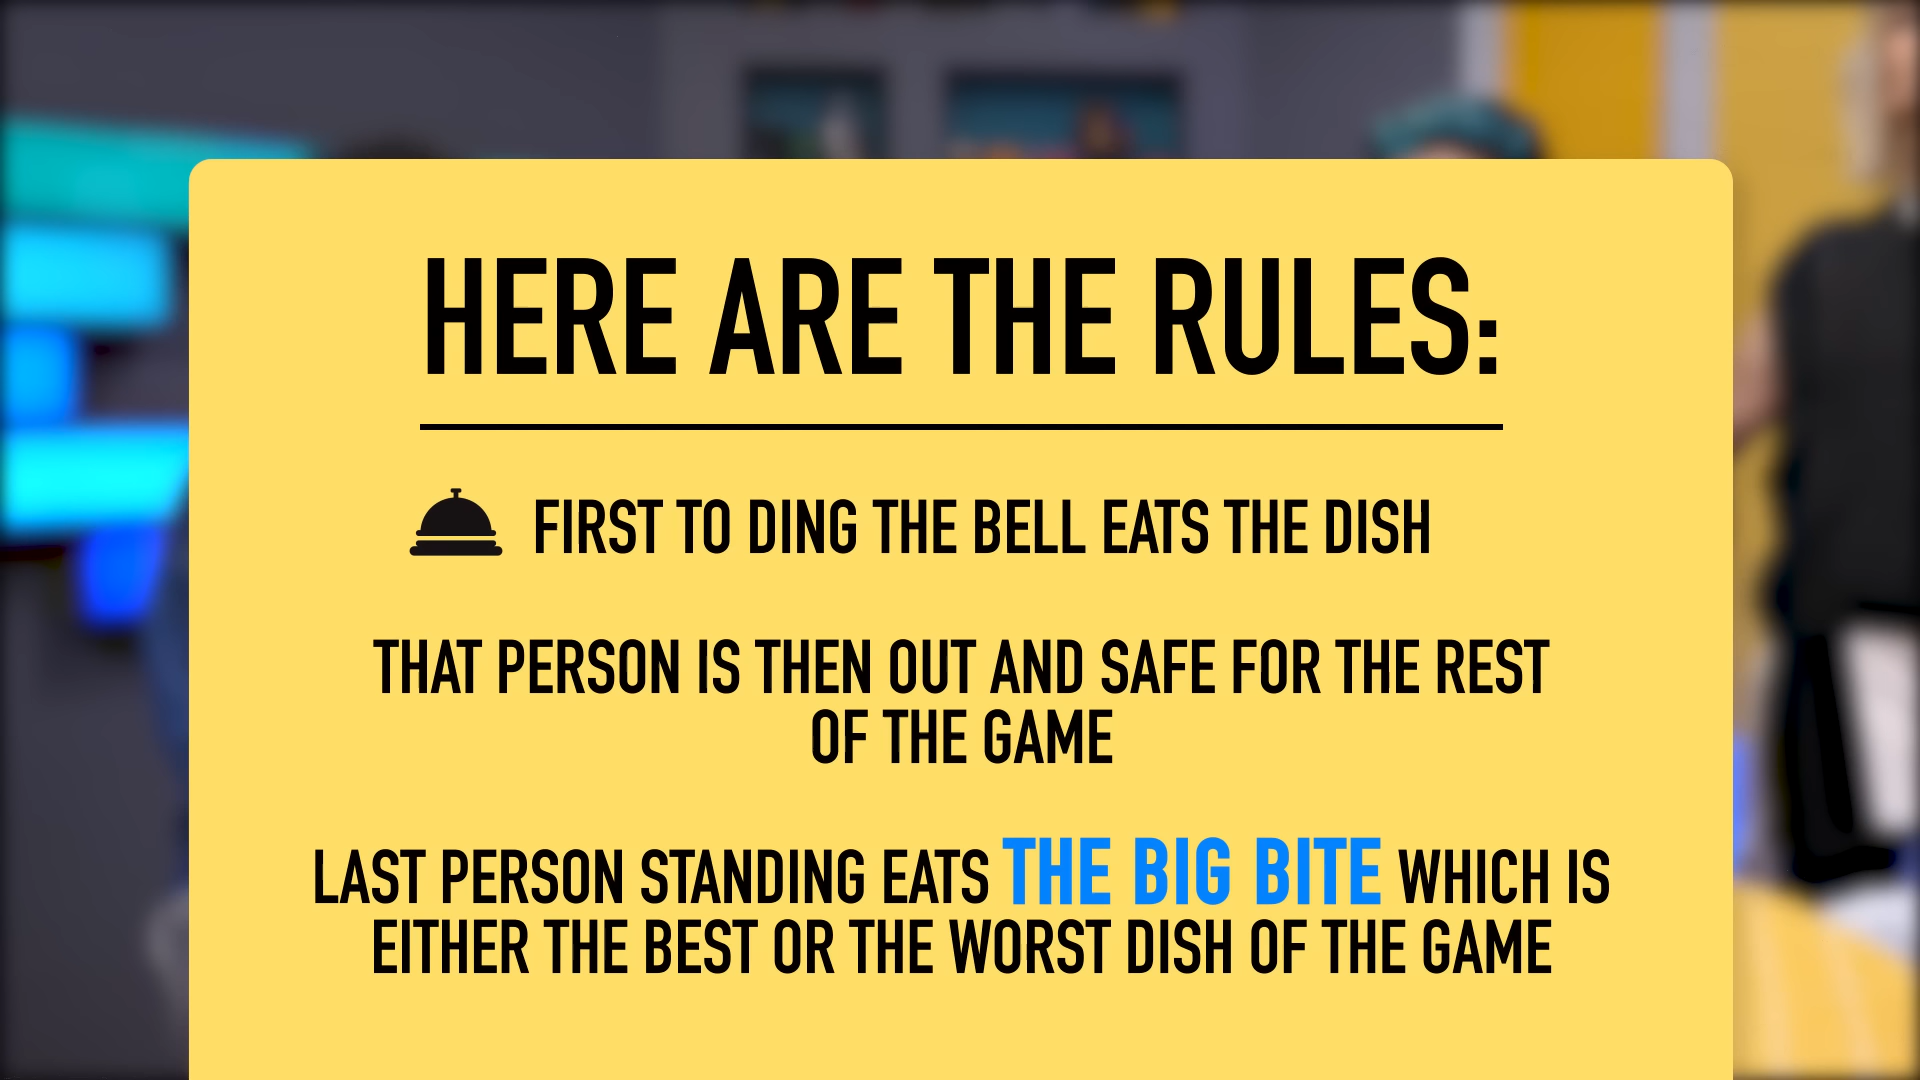 HERE ARE THE RULES:
FIRST TO DING THE BELL EATS THE DISH
THAT PERSON IS THEN OUT AND SAFE FOR THE REST
OF THE GAME
LAST PERSON STANDING EATS THE BIG BITE WHICH IS
EITHER THE BEST OR THE WORST DISH OF THE GAME